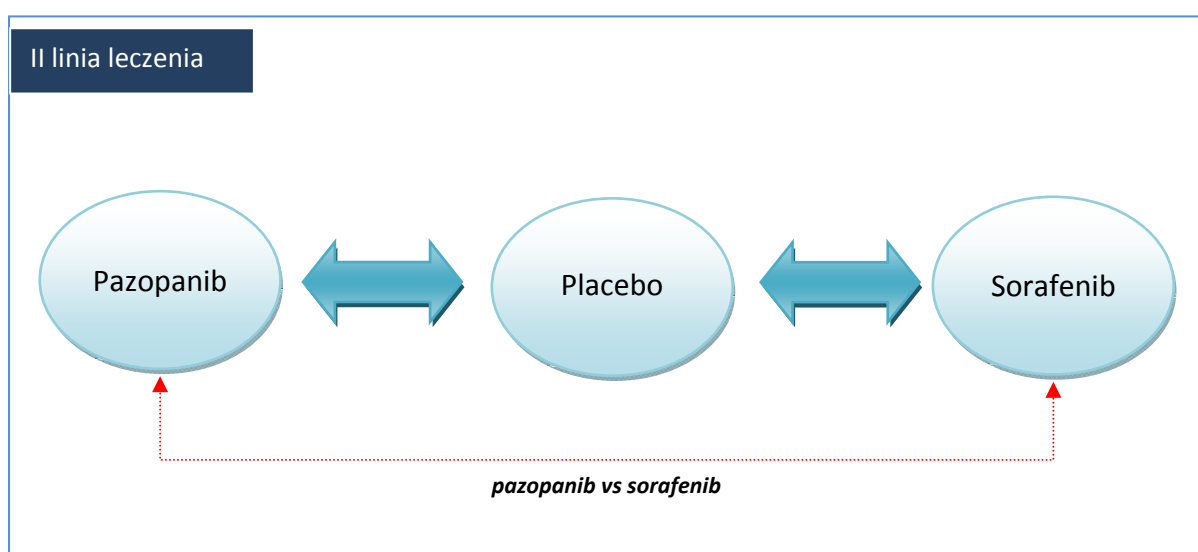 II linia leczenia
Pazopanib
Placebo
Sorafenib
pazopanib vs sorafenib